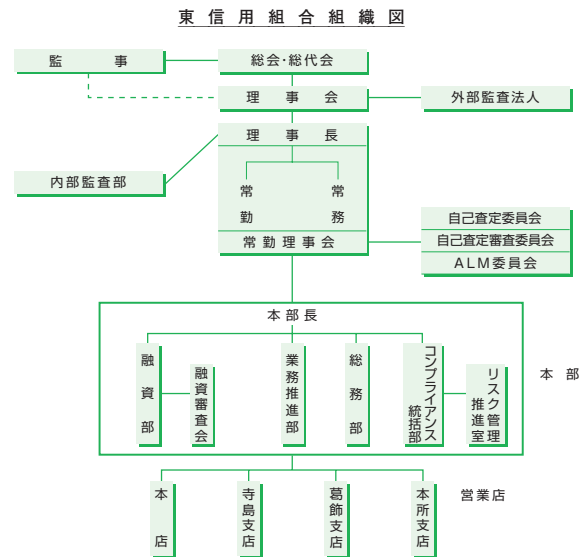 東信用組合組織図
監事
総会・総代会
理事会
外部監査法人
理事長
内部監査部
常勤
常務
常勤理事会
自己査定委員会
自己査定審査委員会
ALM委員会
本部長
融資部
融資審査会
業務推進部
総務部
コンプライアンス
統括部
リスク管理
推進室
本部
本店
寺島支店
葛飾支店
本所支店
営業店